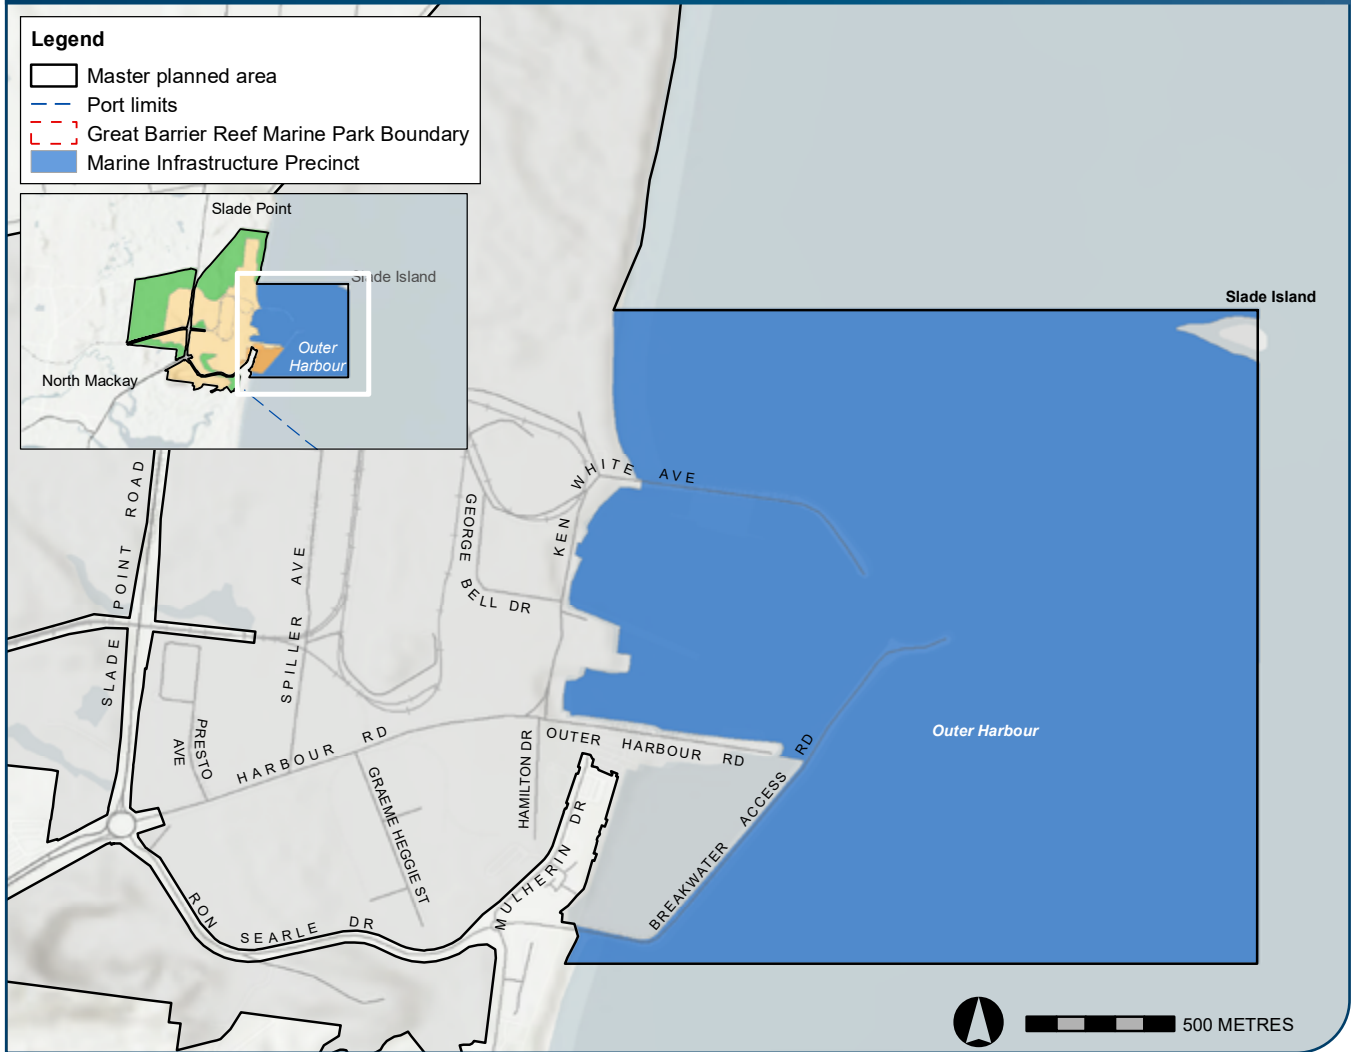 Legend
Master planned area
Port limits
Great Barrier Reef Marine Park Boundary
Marine Infrastructure Precinct
Slade Point
Slade Island
Outer
Harbour
North Mackay
Slade Island
KEN WHITE AVE
SLADE POINT ROAD
SPILLER AVE
GEORGE BELL DR
PRESTO
AVE
HARBOUR RD
OUTER HARBOUR RD
HAMILTON DR
GRAEME HEGGIE ST
MULHERIN DR
BREAKWATER ACCESS RD
Outer Harbour
RON SEARLE DR
500 METRES